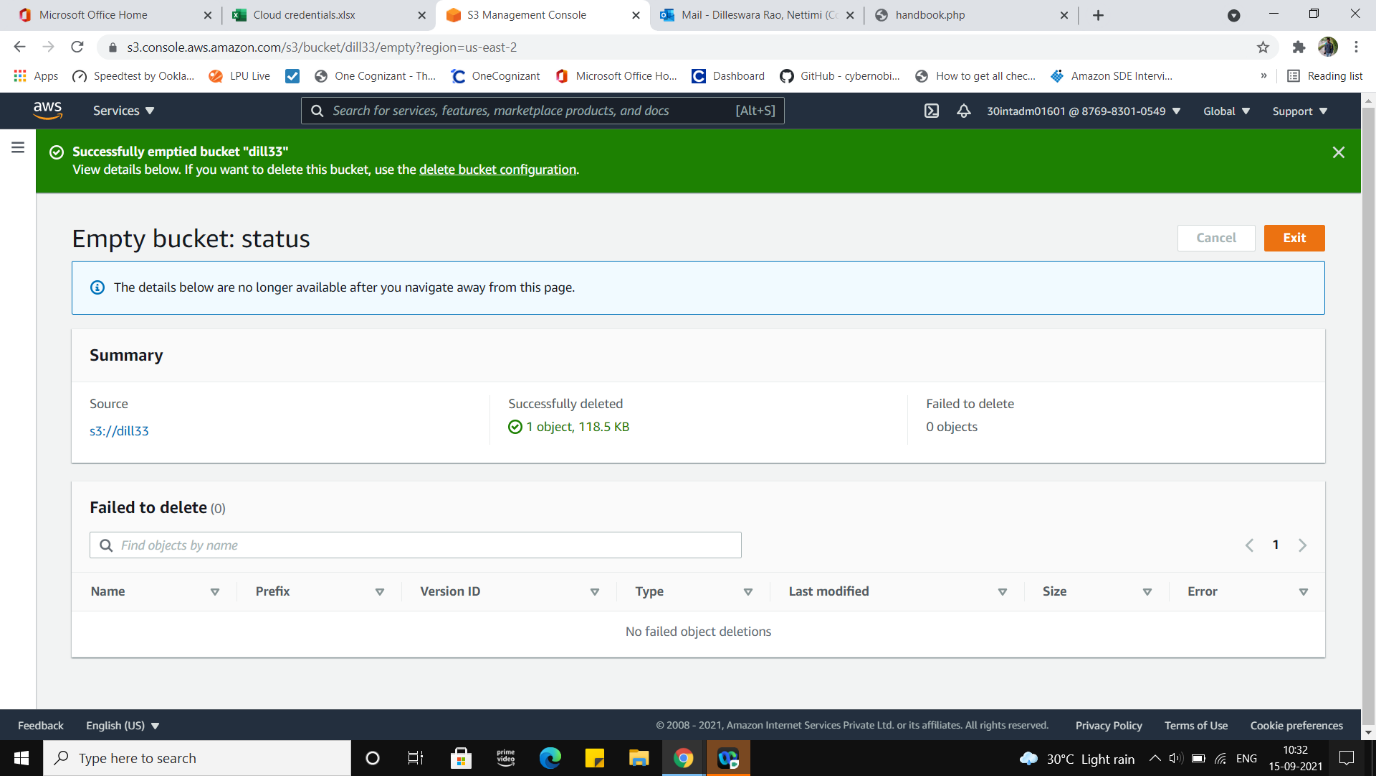 Microsoft Office Home
Cloud credentials.xlsx
S3 Management Console
Mail - Dilleswara Rao, Nettimi (C
handbook.php
s3.console.aws.amazon.com/s3/bucket/dill33/empty?region=us-east-2
Apps
Speedtest by Ookla...
LPU Live
One Cognizant - Th...
OneCognizant
Microsoft Office Ho...
Dashboard
GitHub - cybernobi...
How to get all chec...
Amazon SDE Intervi...
»
Reading list
aws
Services
Search for services, features, marketplace products, and docs
[Alt+S]
30intadm01601 @ 8769-8301-0549
Global
Support
Successfully emptied bucket "dill33"
View details below. If you want to delete this bucket, use the delete bucket configuration.
Empty bucket: status
Cancel
Exit
The details below are no longer available after you navigate away from this page.
Summary
Source
s3://dill33
Successfully deleted
1 object, 118.5 KB
Failed to delete
0 objects
Failed to delete (0)
Find objects by name
1
Name
Prefix
Version ID
Type
Last modified
Size
Error
No failed object deletions
Feedback
English (US)
© 2008 - 2021, Amazon Internet Services Private Ltd. or its affiliates. All rights reserved.
Privacy Policy
Terms of Use
Cookie preferences
Type here to search
prime
video
30°C Light rain
ENG
10:32
15-09-2021